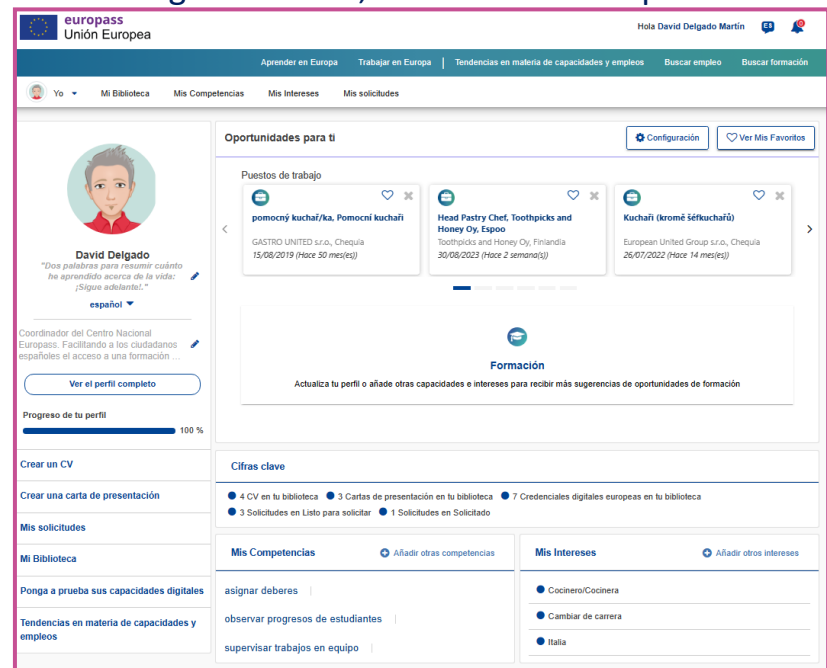 europass
Unión Europea
Hola David Delgado Martín
ES
Aprender en Europa Trabajar en Europa | Tendencias en materia de capacidades y empleos Buscar empleo Buscar formación
Yo Mi Biblioteca Mis Competencias Mis Intereses Mis solicitudes
David Delgado
"Dos palabras para resumir cuánto
he aprendido acerca de la vida:
¡Sigue adelante!."
español
Coordinador del Centro Nacional
Europass. Facilitando a los ciudadanos
españoles el acceso a una formación ...
Ver el perfil completo
Progreso de tu perfil
100 %
Crear un CV
Crear una carta de presentación
Mis solicitudes
Mi Biblioteca
Ponga a prueba sus capacidades digitales
Tendencias en materia de capacidades y
empleos
Oportunidades para ti
Configuración
Ver Mis Favoritos
Puestos de trabajo
pomocný kuchař/ka, Pomocní kuchaři
GASTRO UNITED s.r.o., Chequia
15/08/2019 (Hace 50 mes(es))
Head Pastry Chef, Toothpicks and
Honey Oy, Espoo
Toothpicks and Honey Oy, Finlandia
30/08/2023 (Hace 2 semana(s))
Kuchaři (kromě šéfkuchařů)
European United Group s.r.o., Chequia
26/07/2022 (Hace 14 mes(es))
Formación
Actualiza tu perfil o añade otras capacidades e intereses para recibir más sugerencias de oportunidades de formación
Cifras clave
4 CV en tu biblioteca 3 Cartas de presentación en tu biblioteca 7 Credenciales digitales europeas en tu biblioteca
3 Solicitudes en Listo para solicitar 1 Solicitudes en Solicitado
Mis Competencias
Añadir otras competencias
asignar deberes
observar progresos de estudiantes
supervisar trabajos en equipo
Mis Intereses
Añadir otros intereses
Cocinero/Cocinera
Cambiar de carrera
Italia